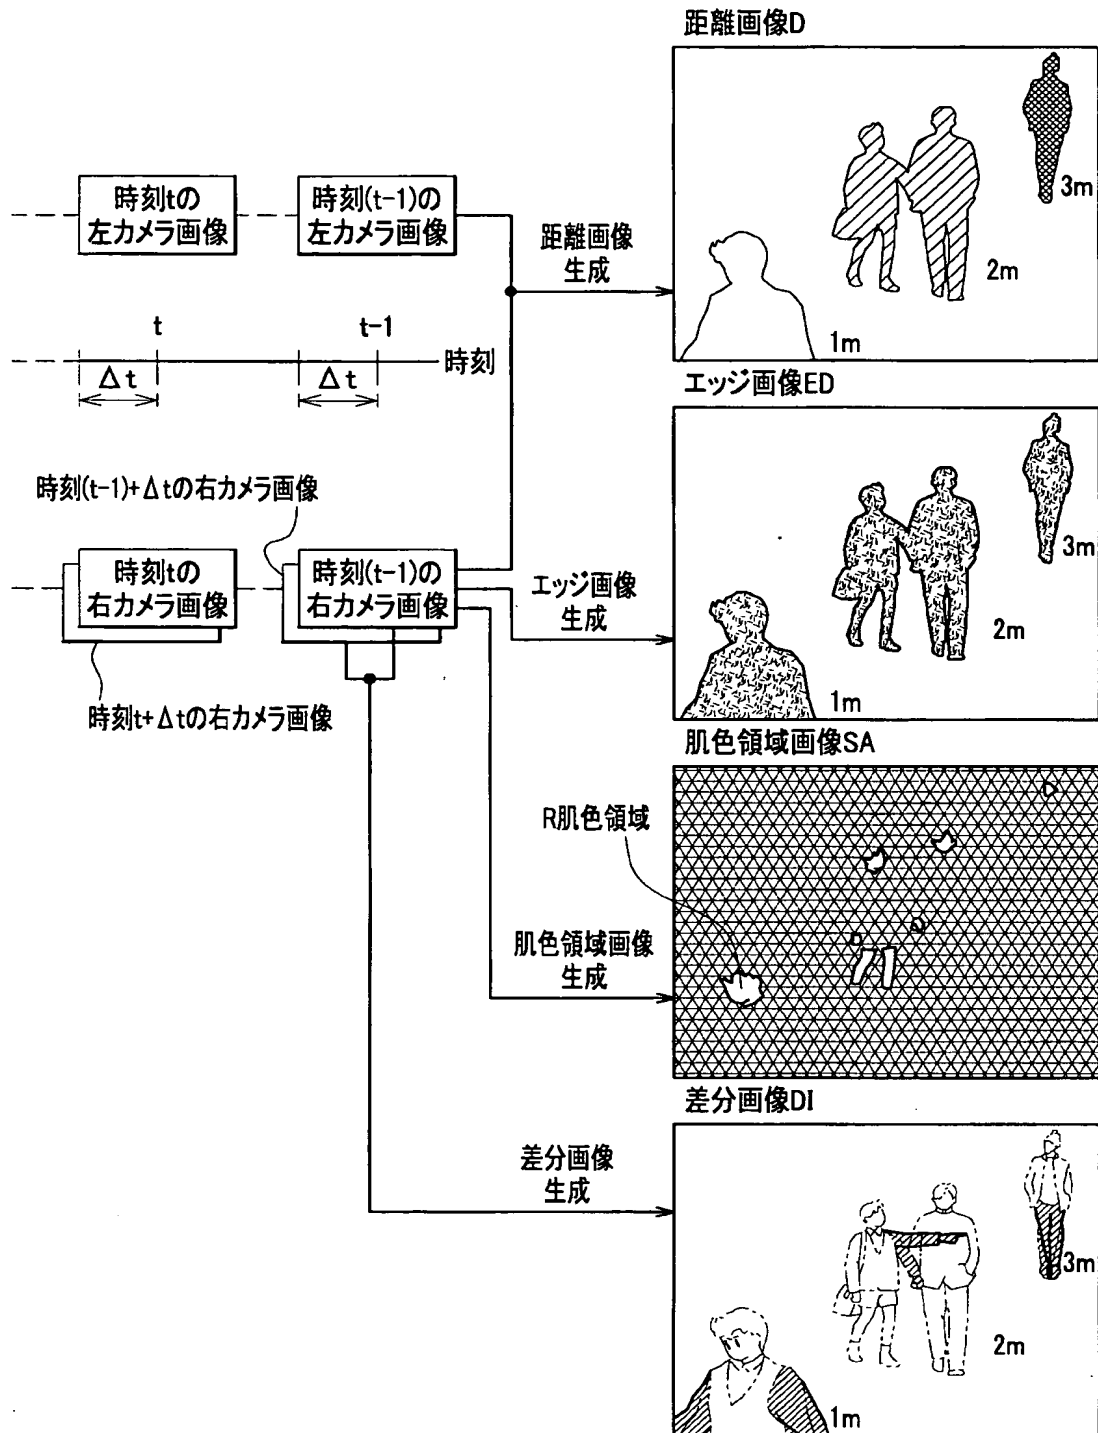 距離画像D
3m
2m
1m
時刻tの
左カメラ画像
時刻(t-1)の
左カメラ画像
距離画像
生成
t
t-1
時刻
Δt
Δt
エッジ画像ED
3m
2m
1m
時刻(t-1)+Δtの右カメラ画像
時刻tの
右カメラ画像
時刻(t-1)の
右カメラ画像
エッジ画像
生成
時刻t+Δtの右カメラ画像
肌色領域画像SA
R肌色領域
肌色領域画像
生成
差分画像DI
差分画像
生成
3m
2m
1m